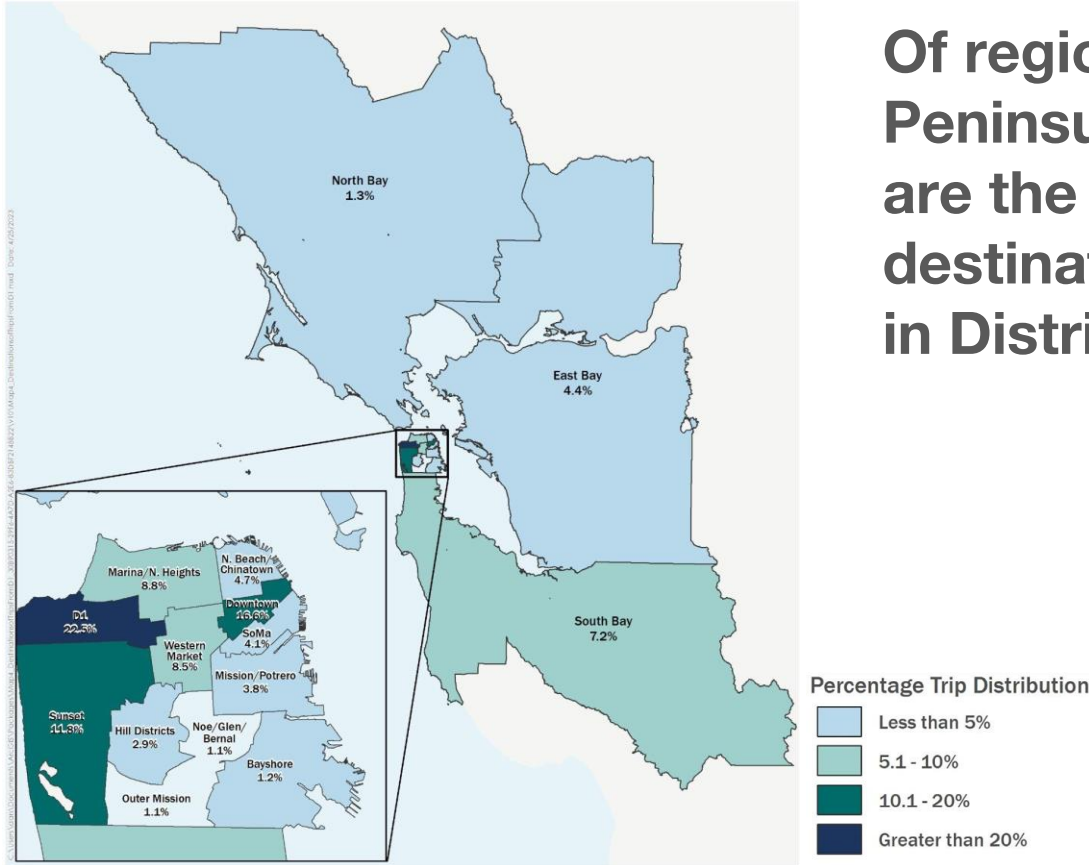 Of regio
Peninsu
are the
destinat
in Distri
North Bay
1.3%
East Bay
4.4%
South Bay
7.2%
Marina/N. Heights
8.8%
N. Beach/
Chinatown
4.7%
Downtown
16.6%
D1
22.5%
SoMa
4.1%
Western
Market
8.5%
Mission/Potrero
3.8%
Sunset
11.8%
Hill Districts
2.9%
Noe/Glen/
Bernal
1.1%
Bayshore
1.2%
Outer Mission
1.1%
Percentage Trip Distribution
Less than 5%
5.1 - 10%
10.1 - 20%
Greater than 20%
Date: 4/25/2023